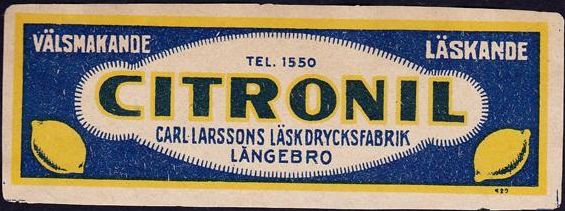 VÄLSMAKANDE
LÄSKANDE
TEL. 1550
CITRONIL
CARL LARSSONS LÄSKDRYCKSFABRIK
LÅNGEBRO